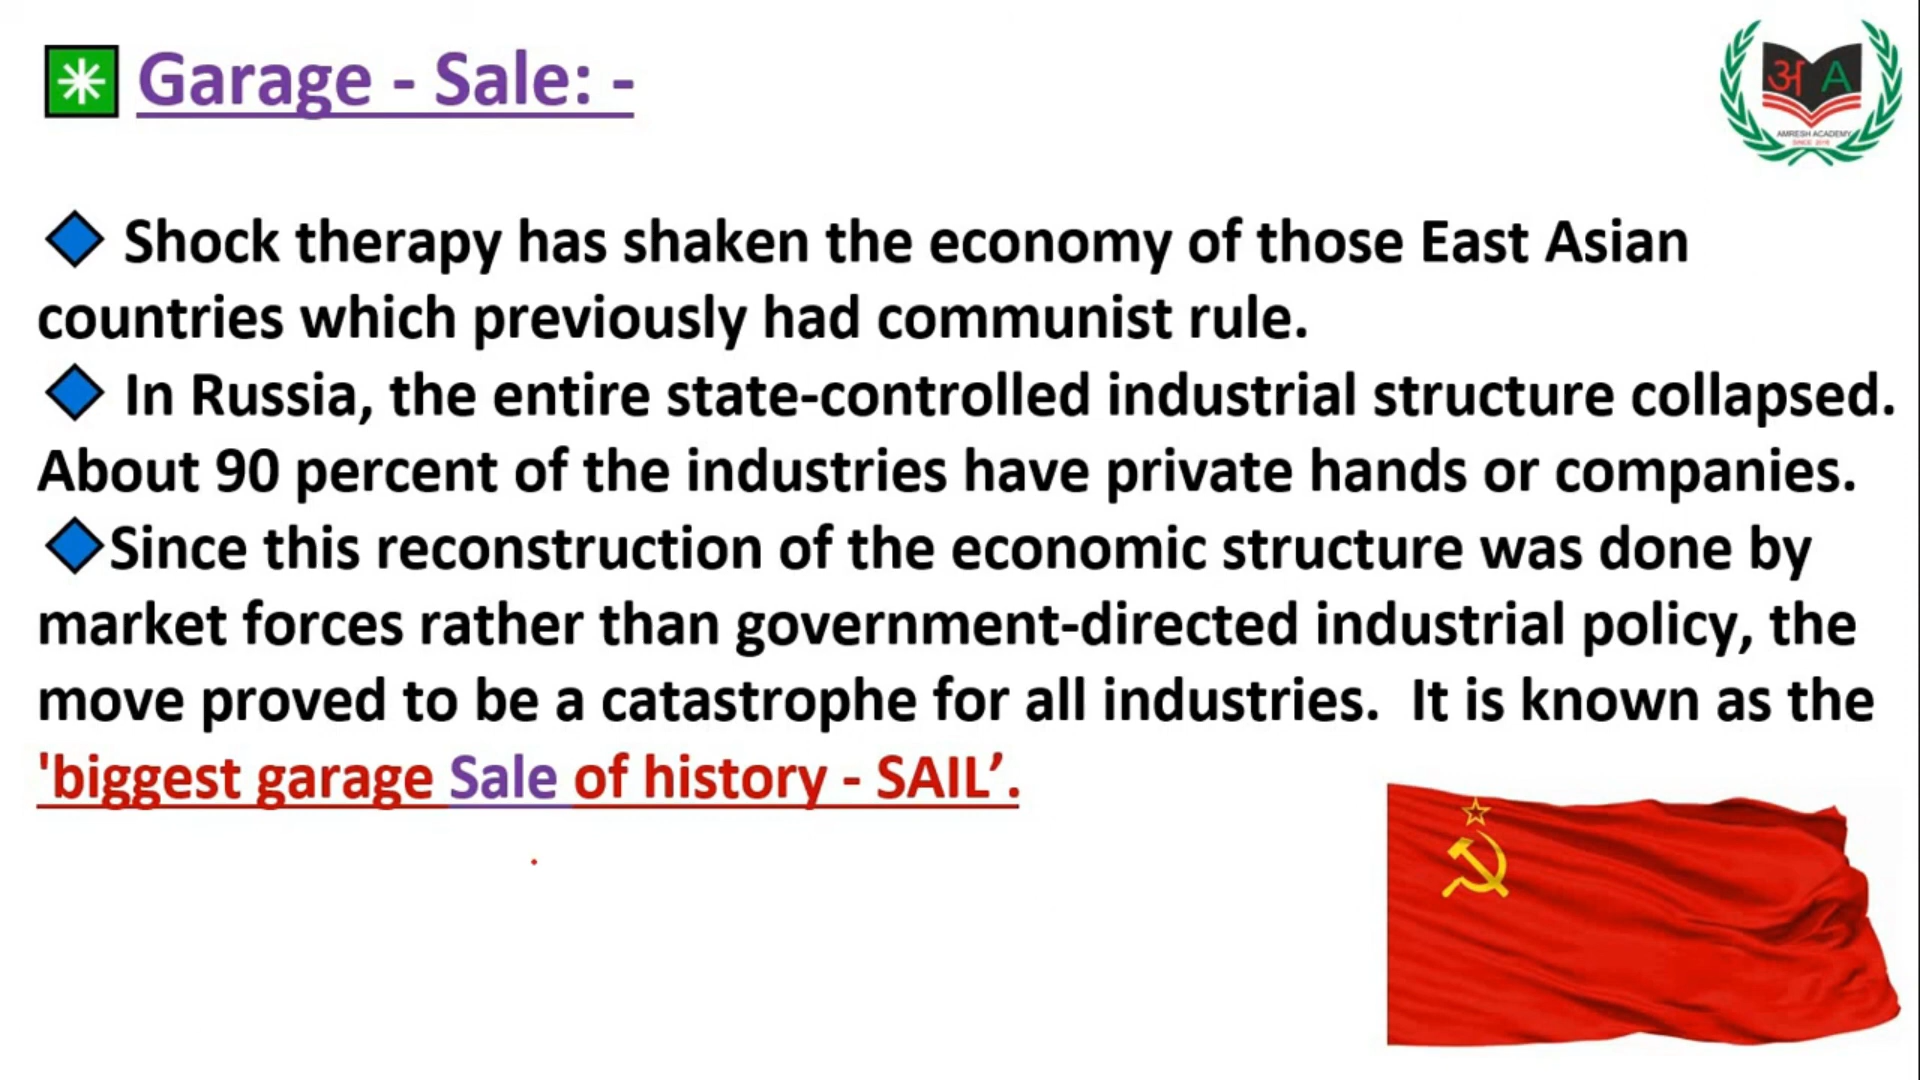 Garage - Sale: -
अ A
AMRESH ACADEMY
SINCE 2016
Shock therapy has shaken the economy of those East Asian
countries which previously had communist rule.
In Russia, the entire state-controlled industrial structure collapsed.
About 90 percent of the industries have private hands or companies.
Since this reconstruction of the economic structure was done by
market forces rather than government-directed industrial policy, the
move proved to be a catastrophe for all industries.  It is known as the
'biggest garage Sale of history - SAIL’.